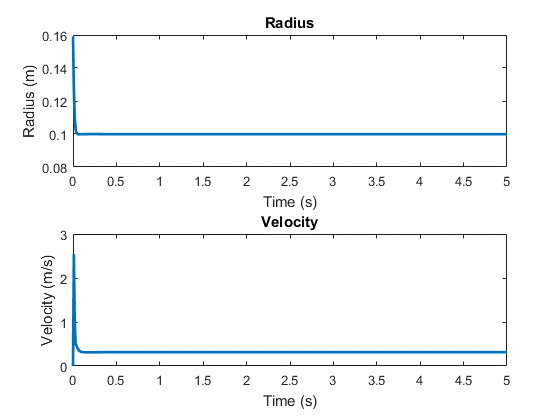 Radius
Radius (m)
0.16
0.14
0.12
0.1
0.08
0 0.5 1 1.5 2 2.5 3 3.5 4 4.5 5
Time (s)
Velocity
Velocity (m/s)
3
2
1
0
0 0.5 1 1.5 2 2.5 3 3.5 4 4.5 5
Time (s)